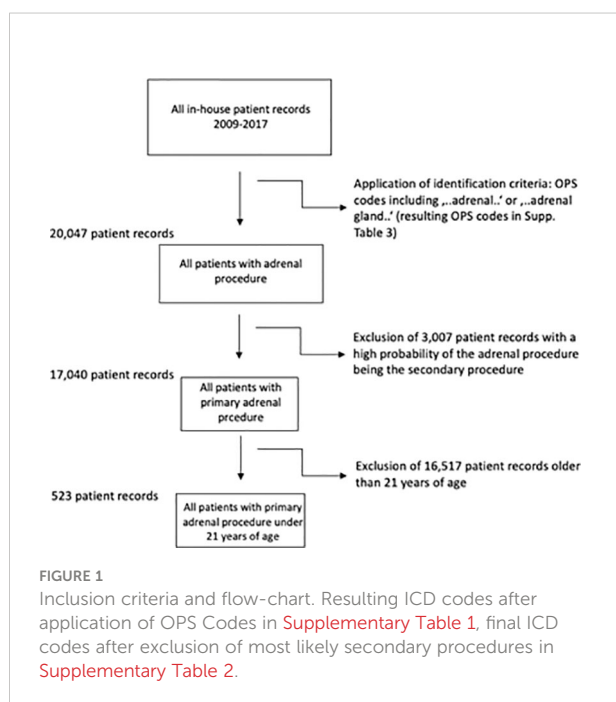 All in-house patient records
2009-2017
Application of identification criteria: OPS
codes including ‚..adrenal..‘ or ‚..adrenal
gland..‘ (resulting OPS codes in Supp.
Table 3)
20,047 patient records
All patients with adrenal
procedure
Exclusion of 3,007 patient records with a
high probability of the adrenal procedure
being the secondary procedure
17,040 patient records
All patients with
primary adrenal
prcedure
Exclusion of 16,517 patient records older
than 21 years of age
523 patient records
All patients with primary
adrenal procedure under
21 years of age
FIGURE 1
Inclusion criteria and flow-chart. Resulting ICD codes after
application of OPS Codes in Supplementary Table 1, final ICD
codes after exclusion of most likely secondary procedures in
Supplementary Table 2.